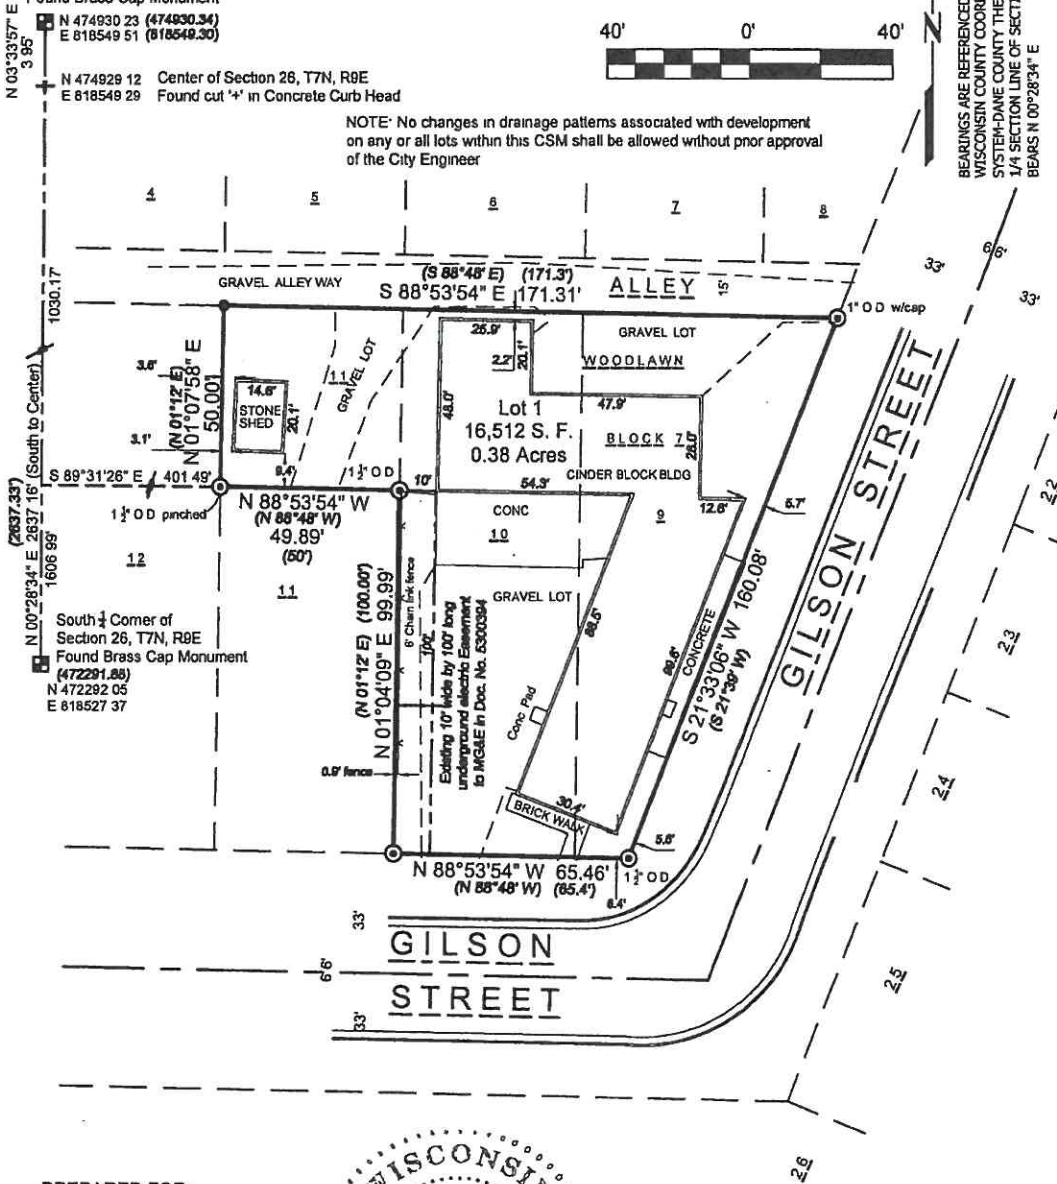 N 474930 23 (474930.34)
E 818549 51 (818549.30)
N 03°33'57" E
3 95'
N 474929 12 Center of Section 26, T7N, R9E
E 818549 29 Found cut '+' in Concrete Curb Head
40' 0' 40'
N
BEARINGS ARE REFERENCED
WISCONSIN COUNTY COOR
SYSTEM-DANE COUNTY THE
1/4 SECTION LINE OF SECT
BEARS N 00°28'34" E
NOTE· No changes in drainage patterns associated with development
on any or all lots within this CSM shall be allowed without prior approval
of the City Engineer
4 5 6 7 8
33' 66' 33'
GRAVEL ALLEY WAY
(S 88°48' E) (171.3')
S 88°53'54" E 171.31'
ALLEY
15'
1" O D w/cap
1030.17'
GRAVEL LOT
25.9'
2.2'
20.1'
WOODLAWN
3.6'
(N 01°12' E)
N 01°07'58" E
50.00'
14.6'
STONE
SHED
20.1'
3.1'
9.4'
11
GRAVEL LOT
48.0'
Lot 1
16,512 S. F.
0.38 Acres
47.9'
BLOCK 7
26.0'
CINDER BLOCK BLDG
54.3'
12.6'
9
5.7'
S 89°31'26" E 401 49'
1 1/2" O D pinched
1 1/2" O D
10'
N 88°53'54" W
(N 88°48' W)
49.89'
(50')
CONC
10
12
11
(2637.33')
N 00°28'34" E 2637 16' (South to Center)
1606 99'
South 1/4 Corner of
Section 26, T7N, R9E
Found Brass Cap Monument
(472291.88)
N 472292 05
E 818527 37
(N 01°12' E) (100.00')
N 01°04'09" E 99.99'
6' Chain link fence
100'
0.9' fence
Existing 10' wide by 100' long
underground electric Easement
to MG&E in Doc. No. 5300394
GRAVEL LOT
88.5'
Conc Pad
99.6'
CONCRETE
S 21°33'06" W 160.08'
(S 21°39' W)
30.4'
BRICK WALK
5.6'
1 1/2" O D
6.4'
N 88°53'54" W 65.46'
(N 88°48' W) (65.4')
GILSON STREET
22
23
24
25
26
33'
66'
33'
GILSON
STREET
WISCONSIN